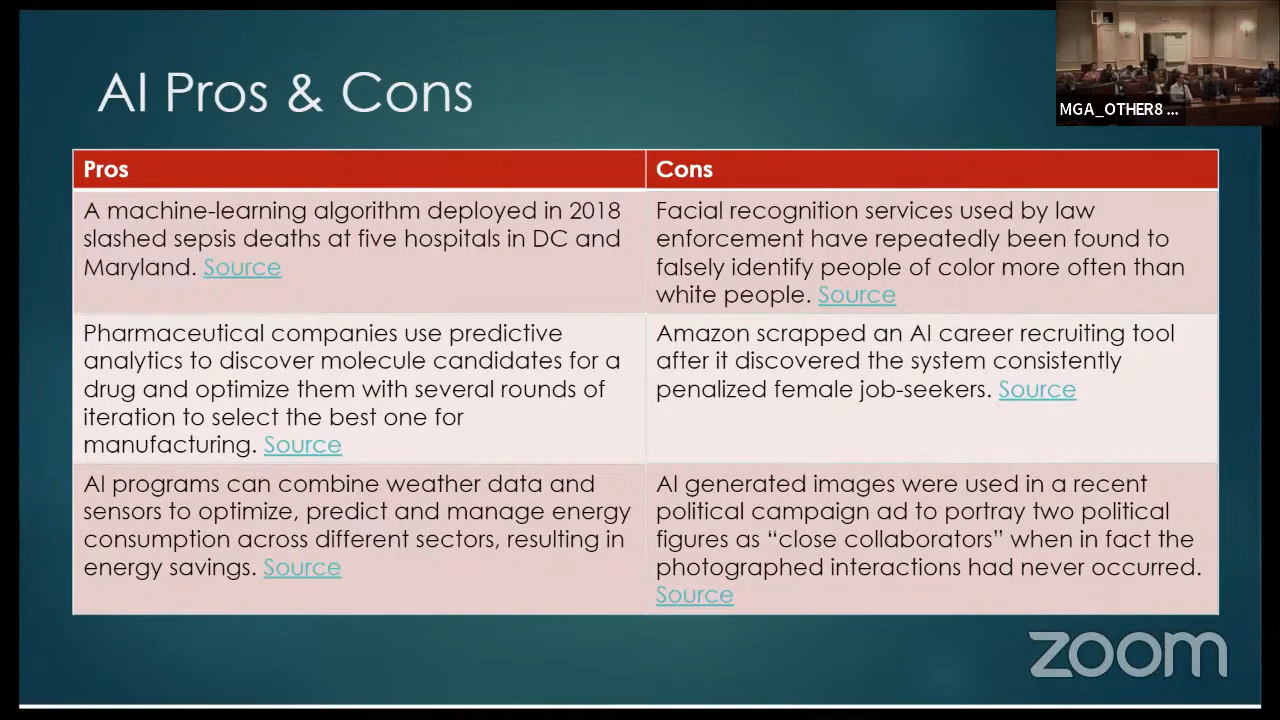 AI Pros & Cons
MGA_OTHER8 ...
Pros
Cons
A machine-learning algorithm deployed in 2018
slashed sepsis deaths at five hospitals in DC and
Maryland. Source
Facial recognition services used by law
enforcement have repeatedly been found to
falsely identify people of color more often than
white people. Source
Pharmaceutical companies use predictive
analytics to discover molecule candidates for a
drug and optimize them with several rounds of
iteration to select the best one for
manufacturing. Source
Amazon scrapped an AI career recruiting tool
after it discovered the system consistently
penalized female job-seekers. Source
AI programs can combine weather data and
sensors to optimize, predict and manage energy
consumption across different sectors, resulting in
energy savings. Source
AI generated images were used in a recent
political campaign ad to portray two political
figures as “close collaborators” when in fact the
photographed interactions had never occurred.
Source
zoom